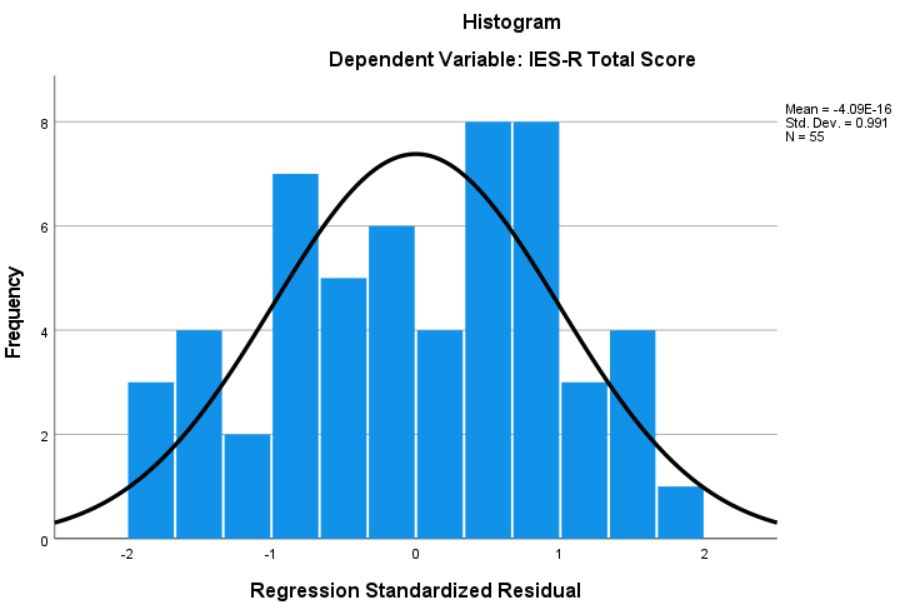 Histogram
Dependent Variable: IES-R Total Score
Mean = -4.09E-16
Std. Dev. = 0.991
N = 55
Frequency
8
6
4
2
0
-2 -1 0 1 2
Regression Standardized Residual